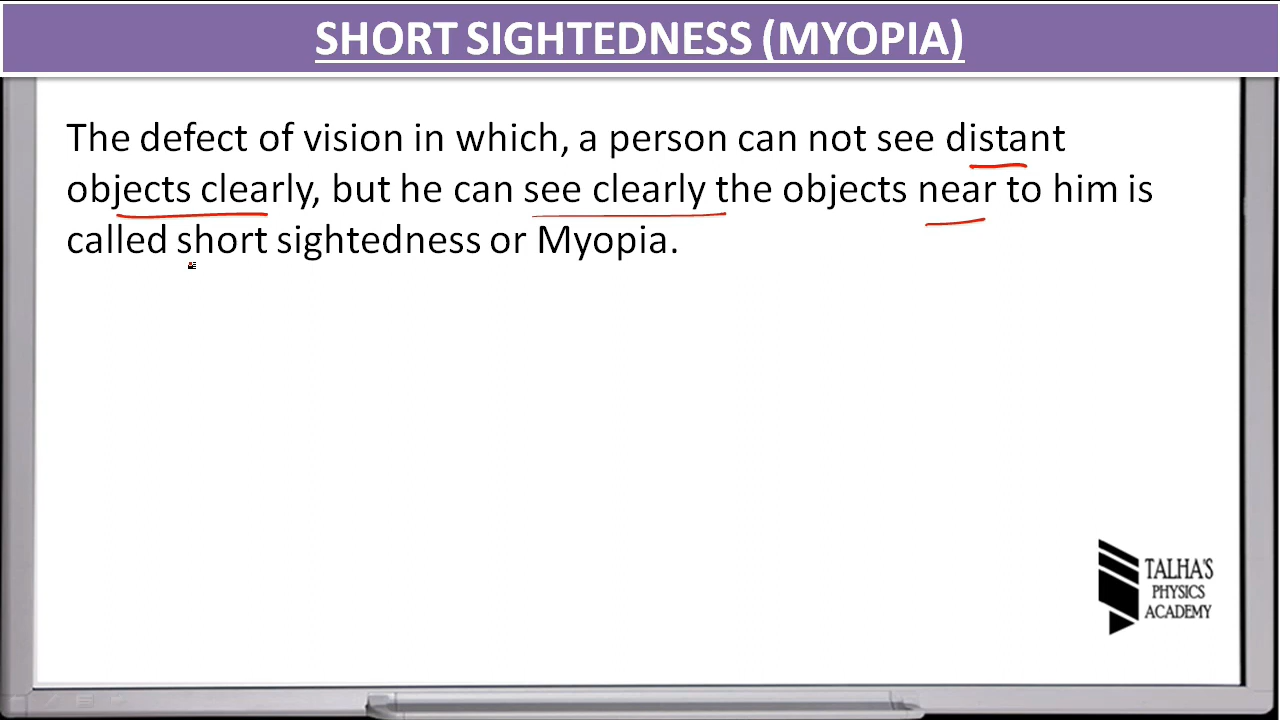 SHORT SIGHTEDNESS (MYOPIA)
The defect of vision in which, a person can not see distant
objects clearly, but he can see clearly the objects near to him is
called short sightedness or Myopia.
TALHA'S
PHYSICS
ACADEMY